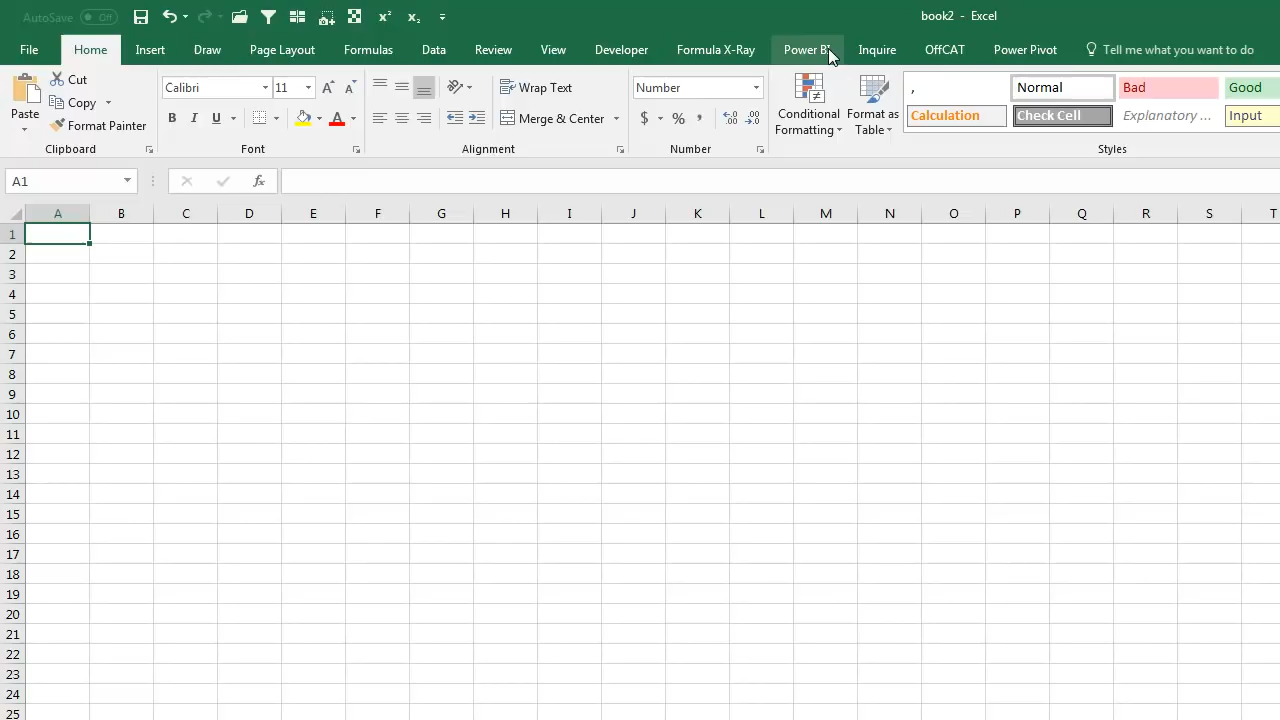 AutoSave Off
book2 - Excel
File Home Insert Draw Page Layout Formulas Data Review View Developer Formula X-Ray Power BI Inquire OffCAT Power Pivot Tell me what you want to do
Paste
Cut
Copy
Format Painter
Clipboard
Calibri 11
B I U
Font
Wrap Text
Merge & Center
Alignment
Number
$ % ,
Number
Conditional
Formatting
Format as
Table
, Normal Bad Good
Calculation Check Cell Explanatory ... Input
Styles
A1 fx
A B C D E F G H I J K L M N O P Q R S T
1
2
3
4
5
6
7
8
9
10
11
12
13
14
15
16
17
18
19
20
21
22
23
24
25